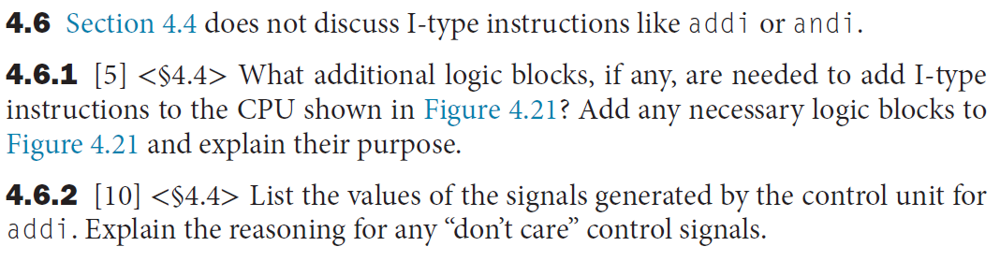 4.6 Section 4.4 does not discuss I-type instructions like addi or andi.
4.6.1 [5] <§4.4> What additional logic blocks, if any, are needed to add I-type
instructions to the CPU shown in Figure 4.21? Add any necessary logic blocks to
Figure 4.21 and explain their purpose.
4.6.2 [10] <§4.4> List the values of the signals generated by the control unit for
addi. Explain the reasoning for any “don’t care” control signals.